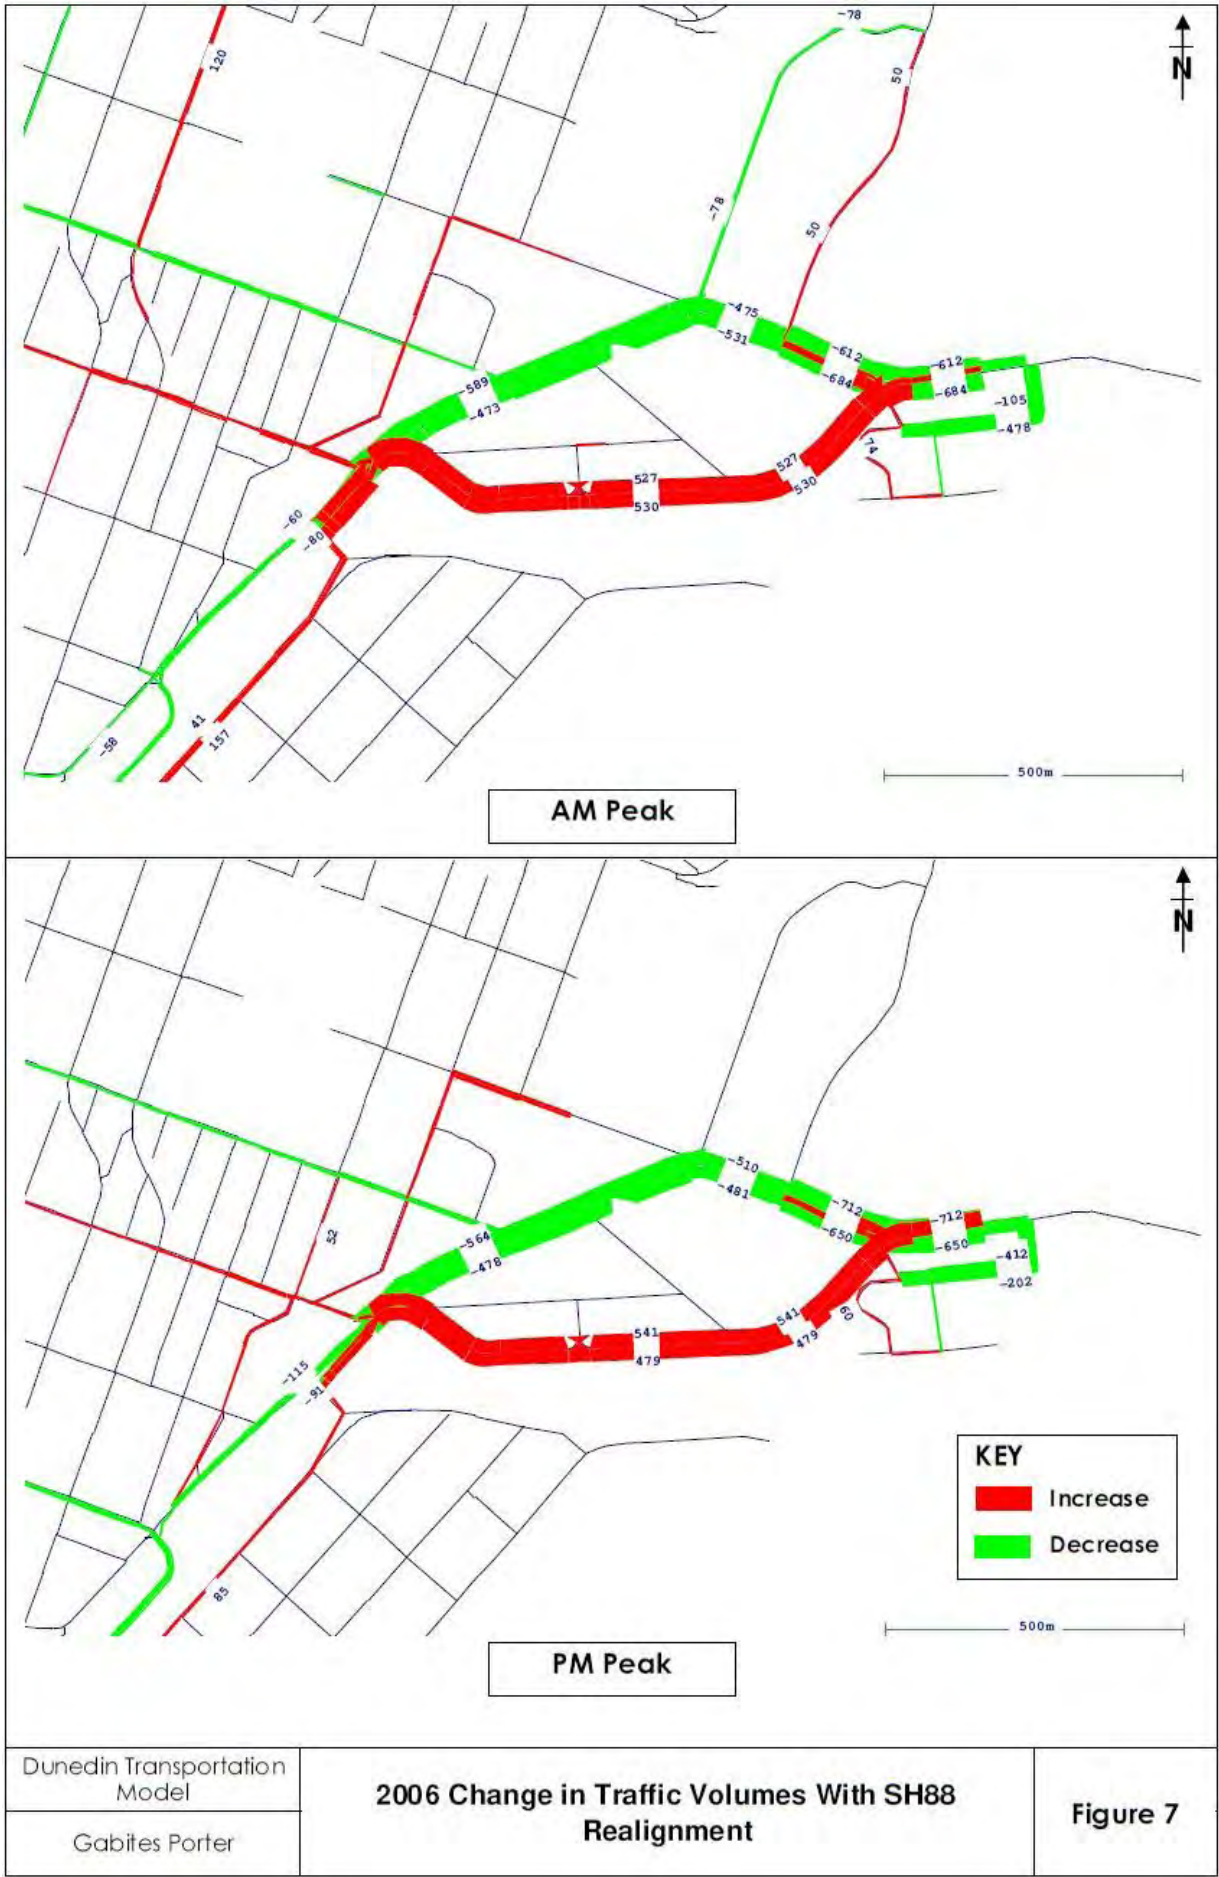 -78
120
50
N
-78
50
-475
-531
-612
-684
-612
-684
-105
-478
-589
-473
74
527
530
527
530
-60
-80
41
157
-58
500m
AM Peak
N
52
-510
-481
-712
-650
-712
-650
-412
-202
-564
-478
60
541
479
541
479
-115
-91
85
KEY
Increase
Decrease
500m
PM Peak
Dunedin Transportation
Model
Gabites Porter
2006 Change in Traffic Volumes With SH88
Realignment
Figure 7